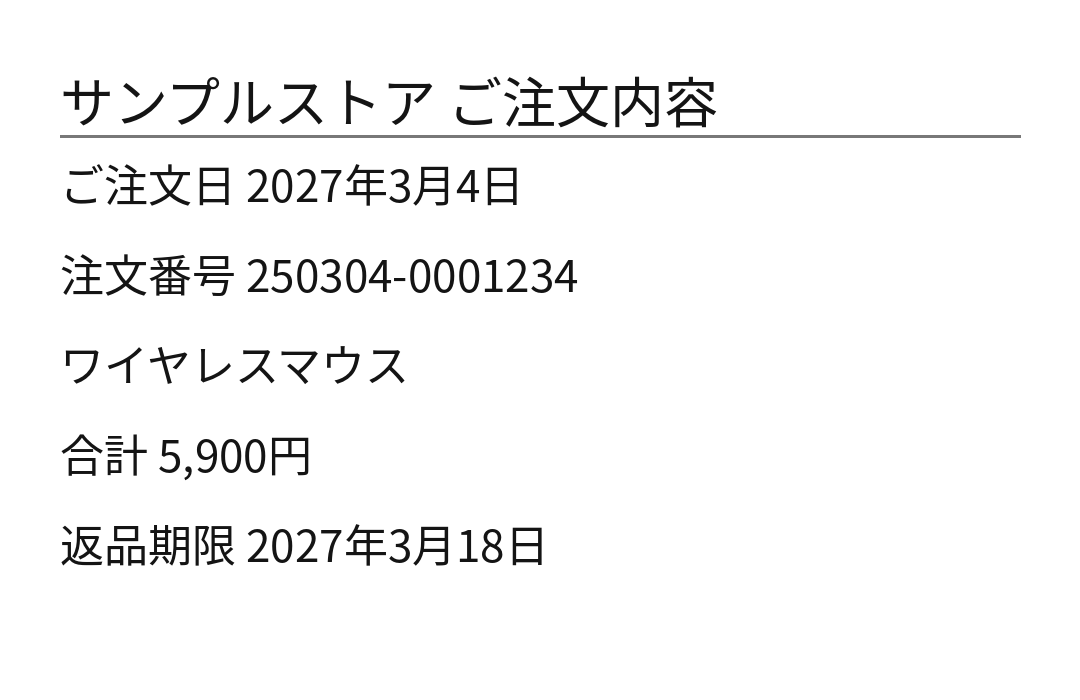 サンプルストア ご注文内容
ご注文日 2027年3月4日
注文番号 250304-0001234
ワイヤレスマウス
合計 5,900円
返品期限 2027年3月18日